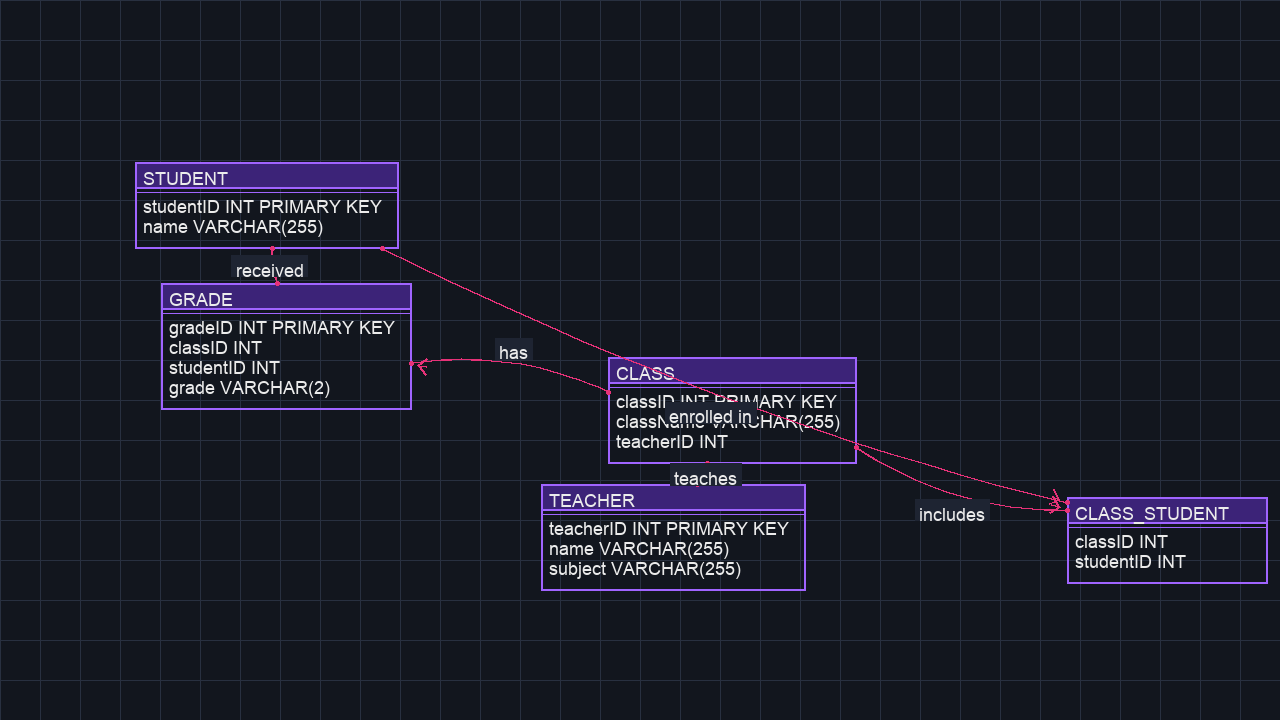 STUDENT
studentID INT PRIMARY KEY
name VARCHAR(255)
received
GRADE
gradeID INT PRIMARY KEY
classID INT
studentID INT
grade VARCHAR(2)
has
CLASS
classID INT PRIMARY KEY
className VARCHAR(255)
teacherID INT
enrolled in
teaches
TEACHER
teacherID INT PRIMARY KEY
name VARCHAR(255)
subject VARCHAR(255)
includes
CLASS_STUDENT
classID INT
studentID INT